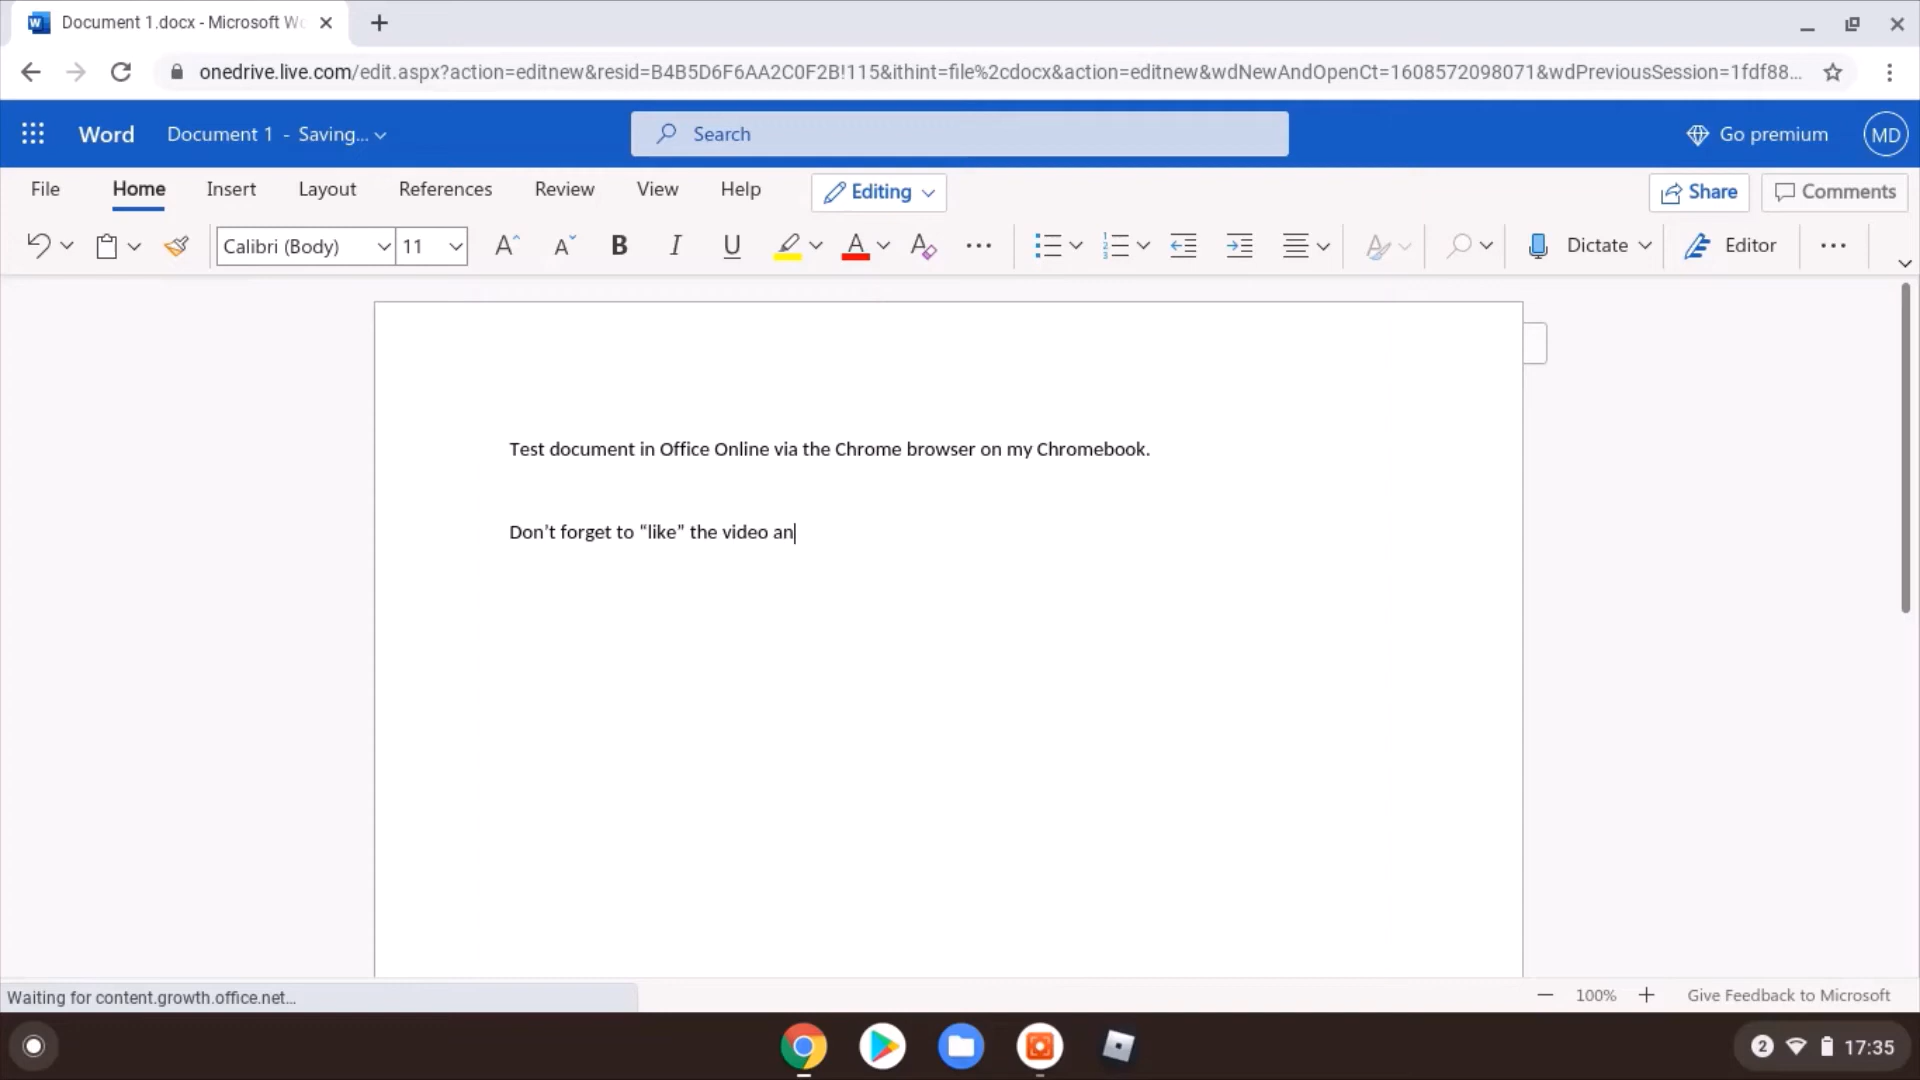 Document 1.docx - Microsoft Wo
onedrive.live.com/edit.aspx?action=editnew&resid=B4B5D6F6AA2C0F2B!115&ithint=file%2cdocx&action=editnew&wdNewAndOpenCt=1608572098071&wdPreviousSession=1fdf88...
Word Document 1 - Saving... Search Go premium MD
File Home Insert Layout References Review View Help Editing Share Comments
Calibri (Body) 11 A A B I U A A A Dictate Editor
Test document in Office Online via the Chrome browser on my Chromebook.
Don’t forget to “like” the video an
Waiting for content.growth.office.net... 100% Give Feedback to Microsoft
2 17:35